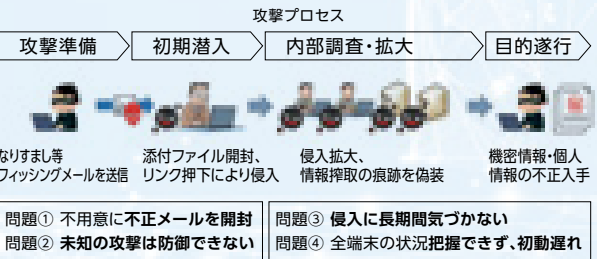 攻撃プロセス
攻撃準備
初期潜入
内部調査・拡大
目的遂行
なりすまし等
フィッシングメールを送信
添付ファイル開封、
リンク押下により侵入
侵入拡大、
情報搾取の痕跡を偽装
機密情報・個人
情報の不正入手
問題① 不用意に不正メールを開封
問題② 未知の攻撃は防御できない
問題③ 侵入に長期間気づかない
問題④ 全端末の状況把握できず、初動遅れ